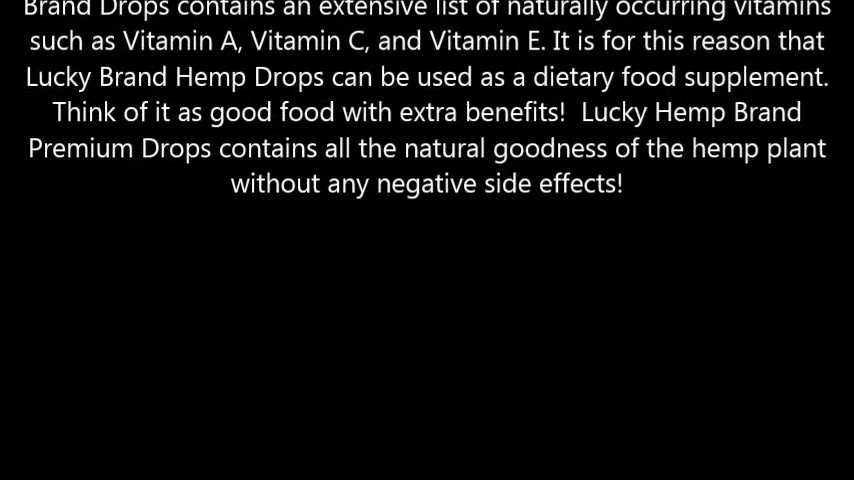 Brand Drops contains an extensive list of naturally occurring vitamins
such as Vitamin A, Vitamin C, and Vitamin E. It is for this reason that
Lucky Brand Hemp Drops can be used as a dietary food supplement.
Think of it as good food with extra benefits!  Lucky Hemp Brand
Premium Drops contains all the natural goodness of the hemp plant
without any negative side effects!